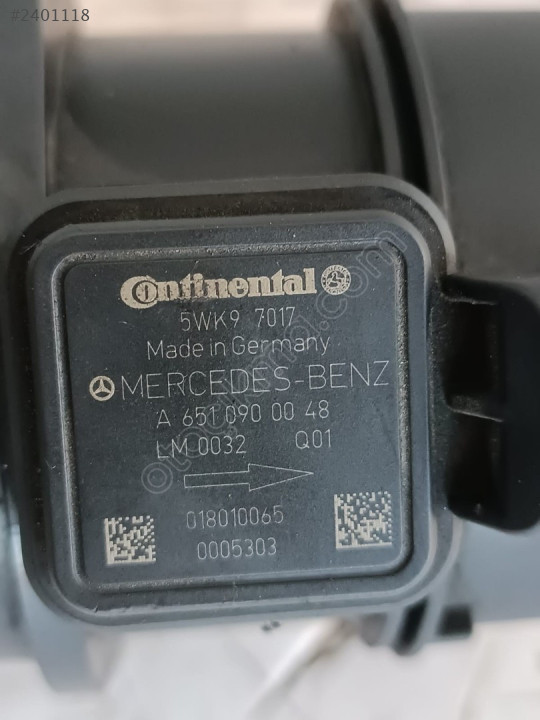 #2401118
Continental
5WK9 7017
Made in Germany
MERCEDES-BENZ
A 651 090 00 48
LM 0032 Q01
018010065
0005303